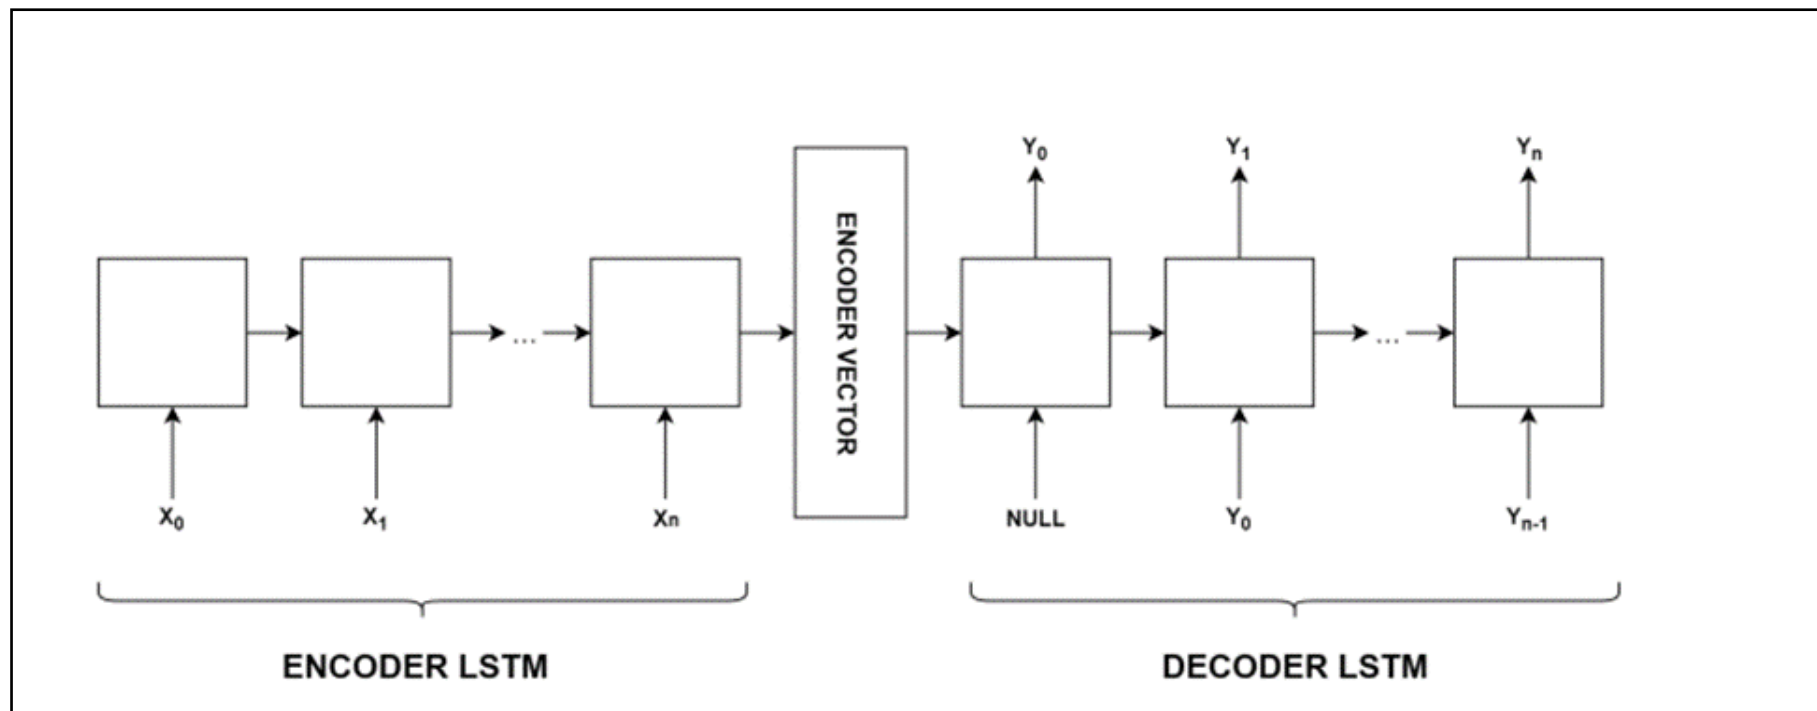 Y₀ Y₁ Yₙ
ENCODER VECTOR
... ...
X₀ X₁ Xn NULL Y₀ Yₙ₋₁
ENCODER LSTM DECODER LSTM